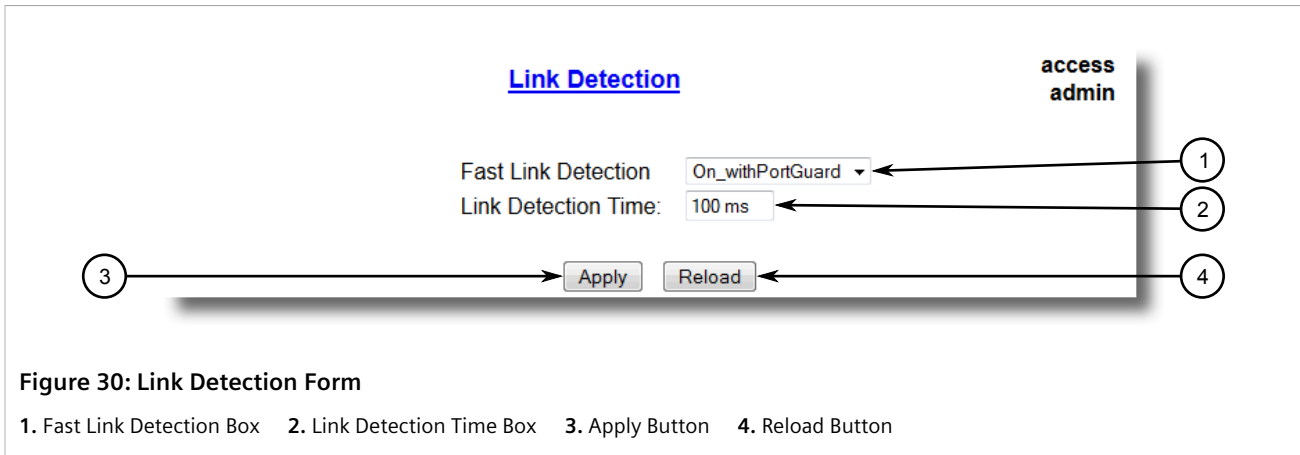 Link Detection
access
admin
Fast Link Detection On_withPortGuard
1
Link Detection Time: 100 ms
2
3
Apply Reload
4
Figure 30: Link Detection Form
1. Fast Link Detection Box 2. Link Detection Time Box 3. Apply Button 4. Reload Button